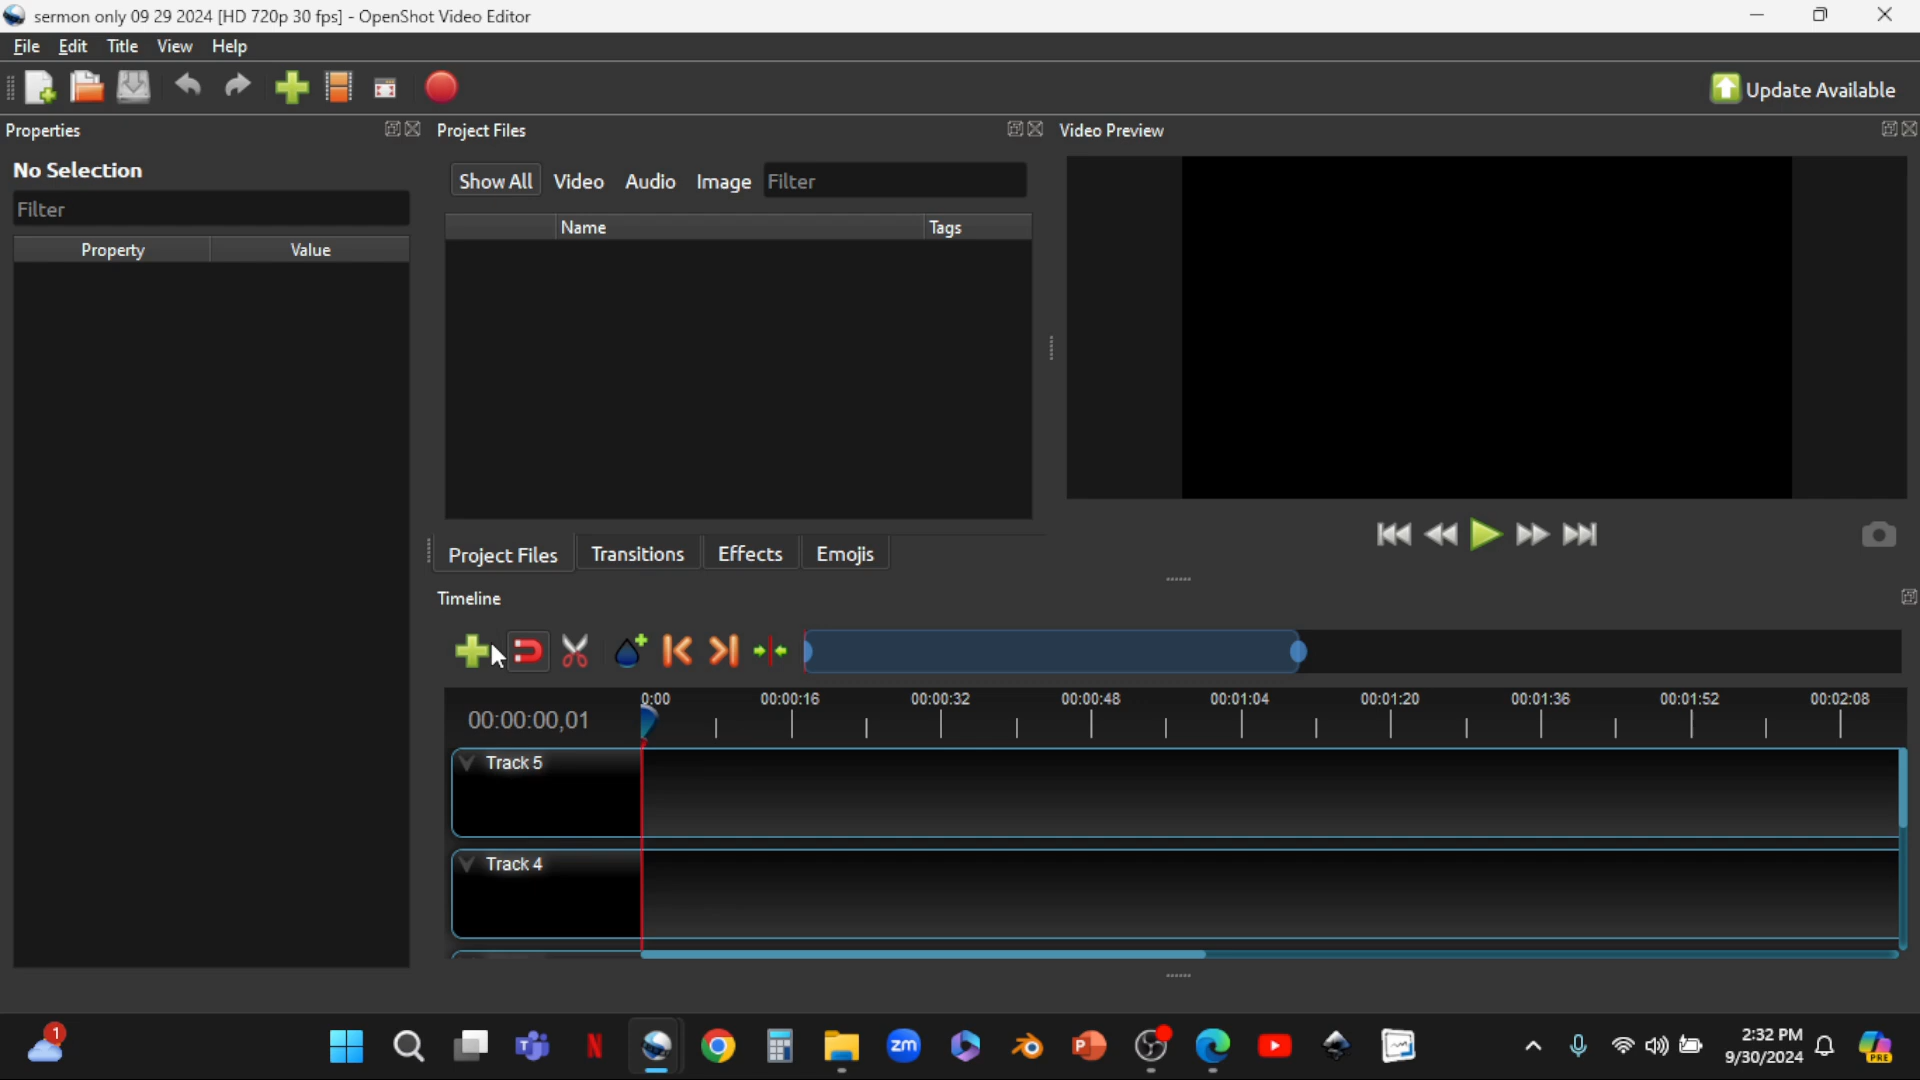 sermon only 09 29 2024 [HD 720p 30 fps] - OpenShot Video Editor
File Edit Title View Help
Update Available
Properties
Project Files
Video Preview
No Selection
Show All Video Audio Image Filter
Filter
Name Tags
Property Value
Project Files Transitions Effects Emojis
Timeline
00:00:00,01
0:00 00:00:16 00:00:32 00:00:48 00:01:04 00:01:20 00:01:36 00:01:52 00:02:08
Track 5
Track 4
1
zm
PRE
2:32 PM
9/30/2024